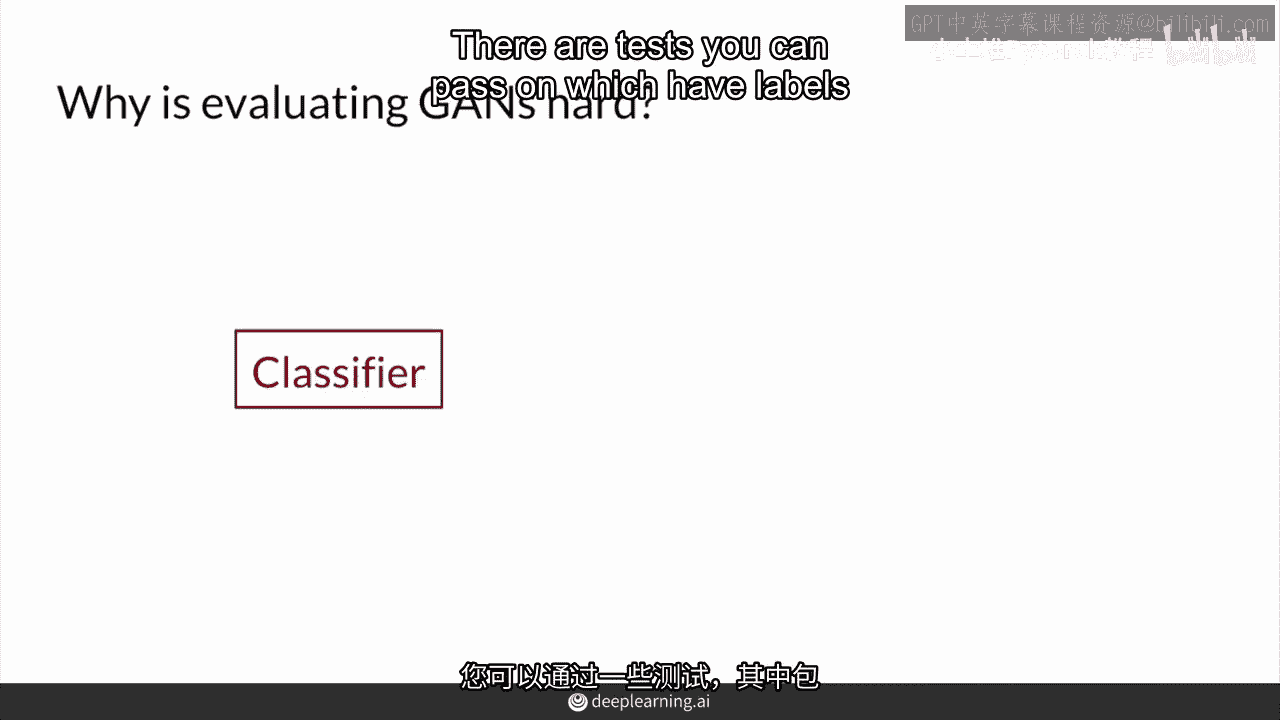 There are tests you can
pass on which have labels
GPT中英字幕课程资源@bilibili.com
bilibili
Why is evaluating GANs hard?
Classifier
您可以通过一些测试，其中包
deeplearning.ai